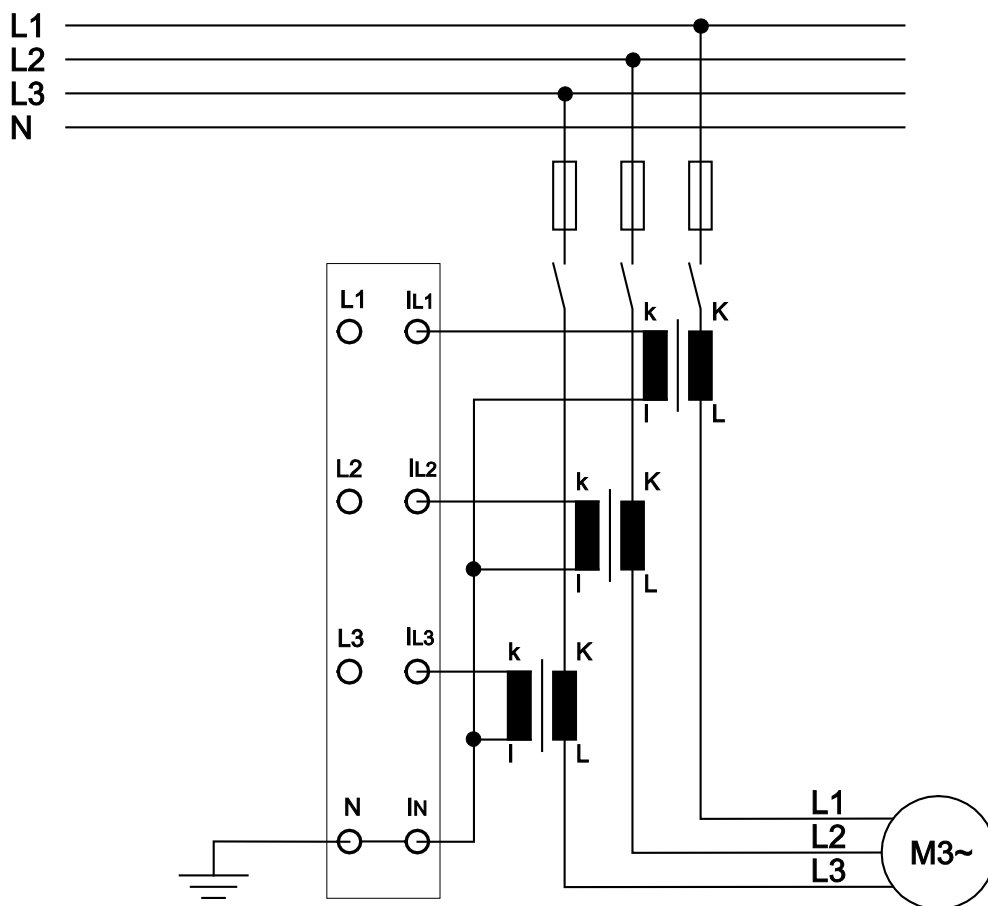 L1
L2
L3
N
L1 IL1 k K
l L
L2 IL2 k K
l L
L3 IL3 k K
l L
N IN
L1
L2
L3
M3~